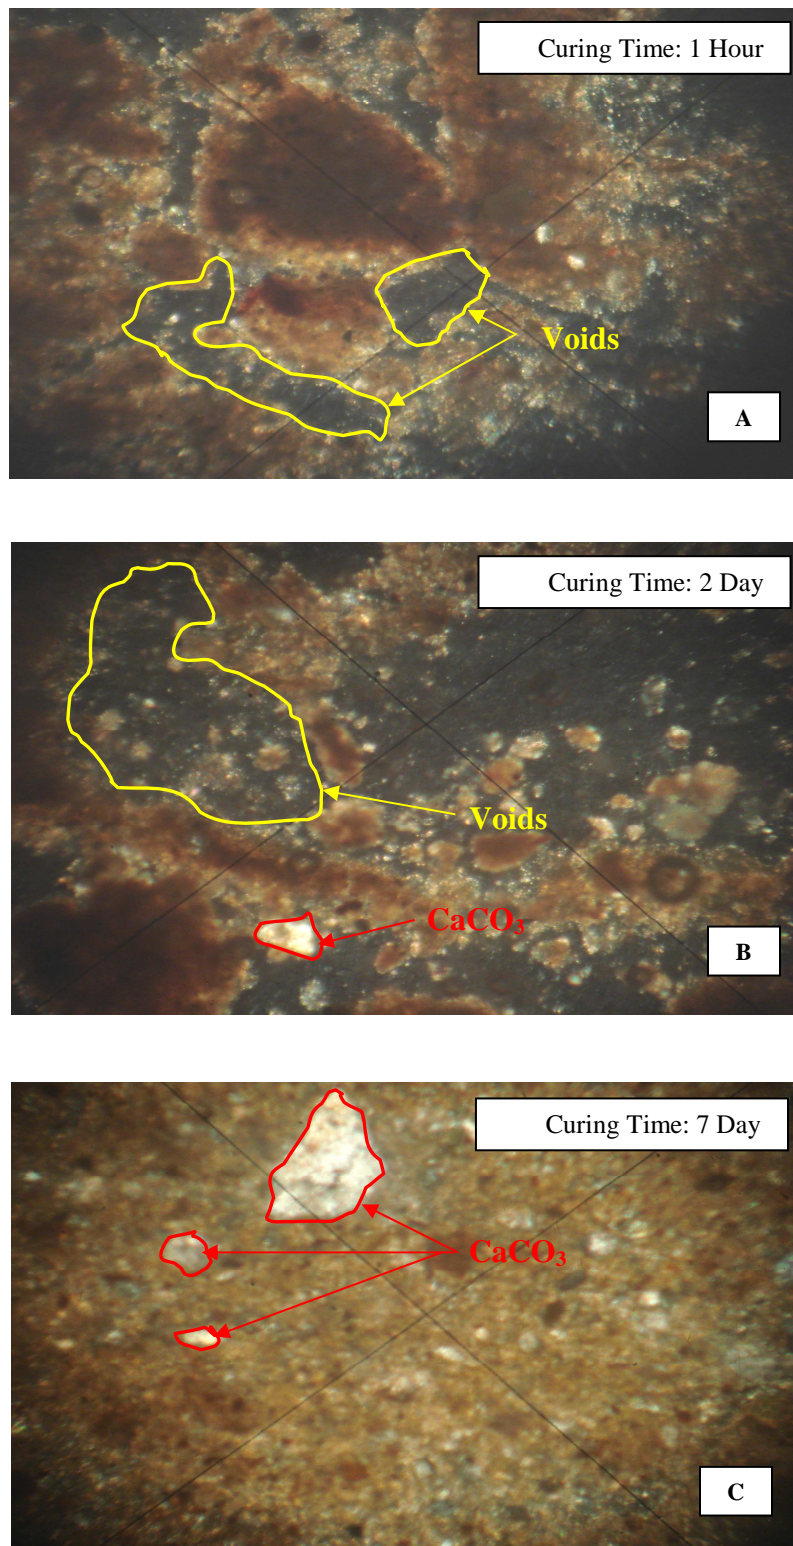 Curing Time: 1 Hour
Voids
A
Curing Time: 2 Day
Voids
CaCO₃
B
Curing Time: 7 Day
CaCO₃
C